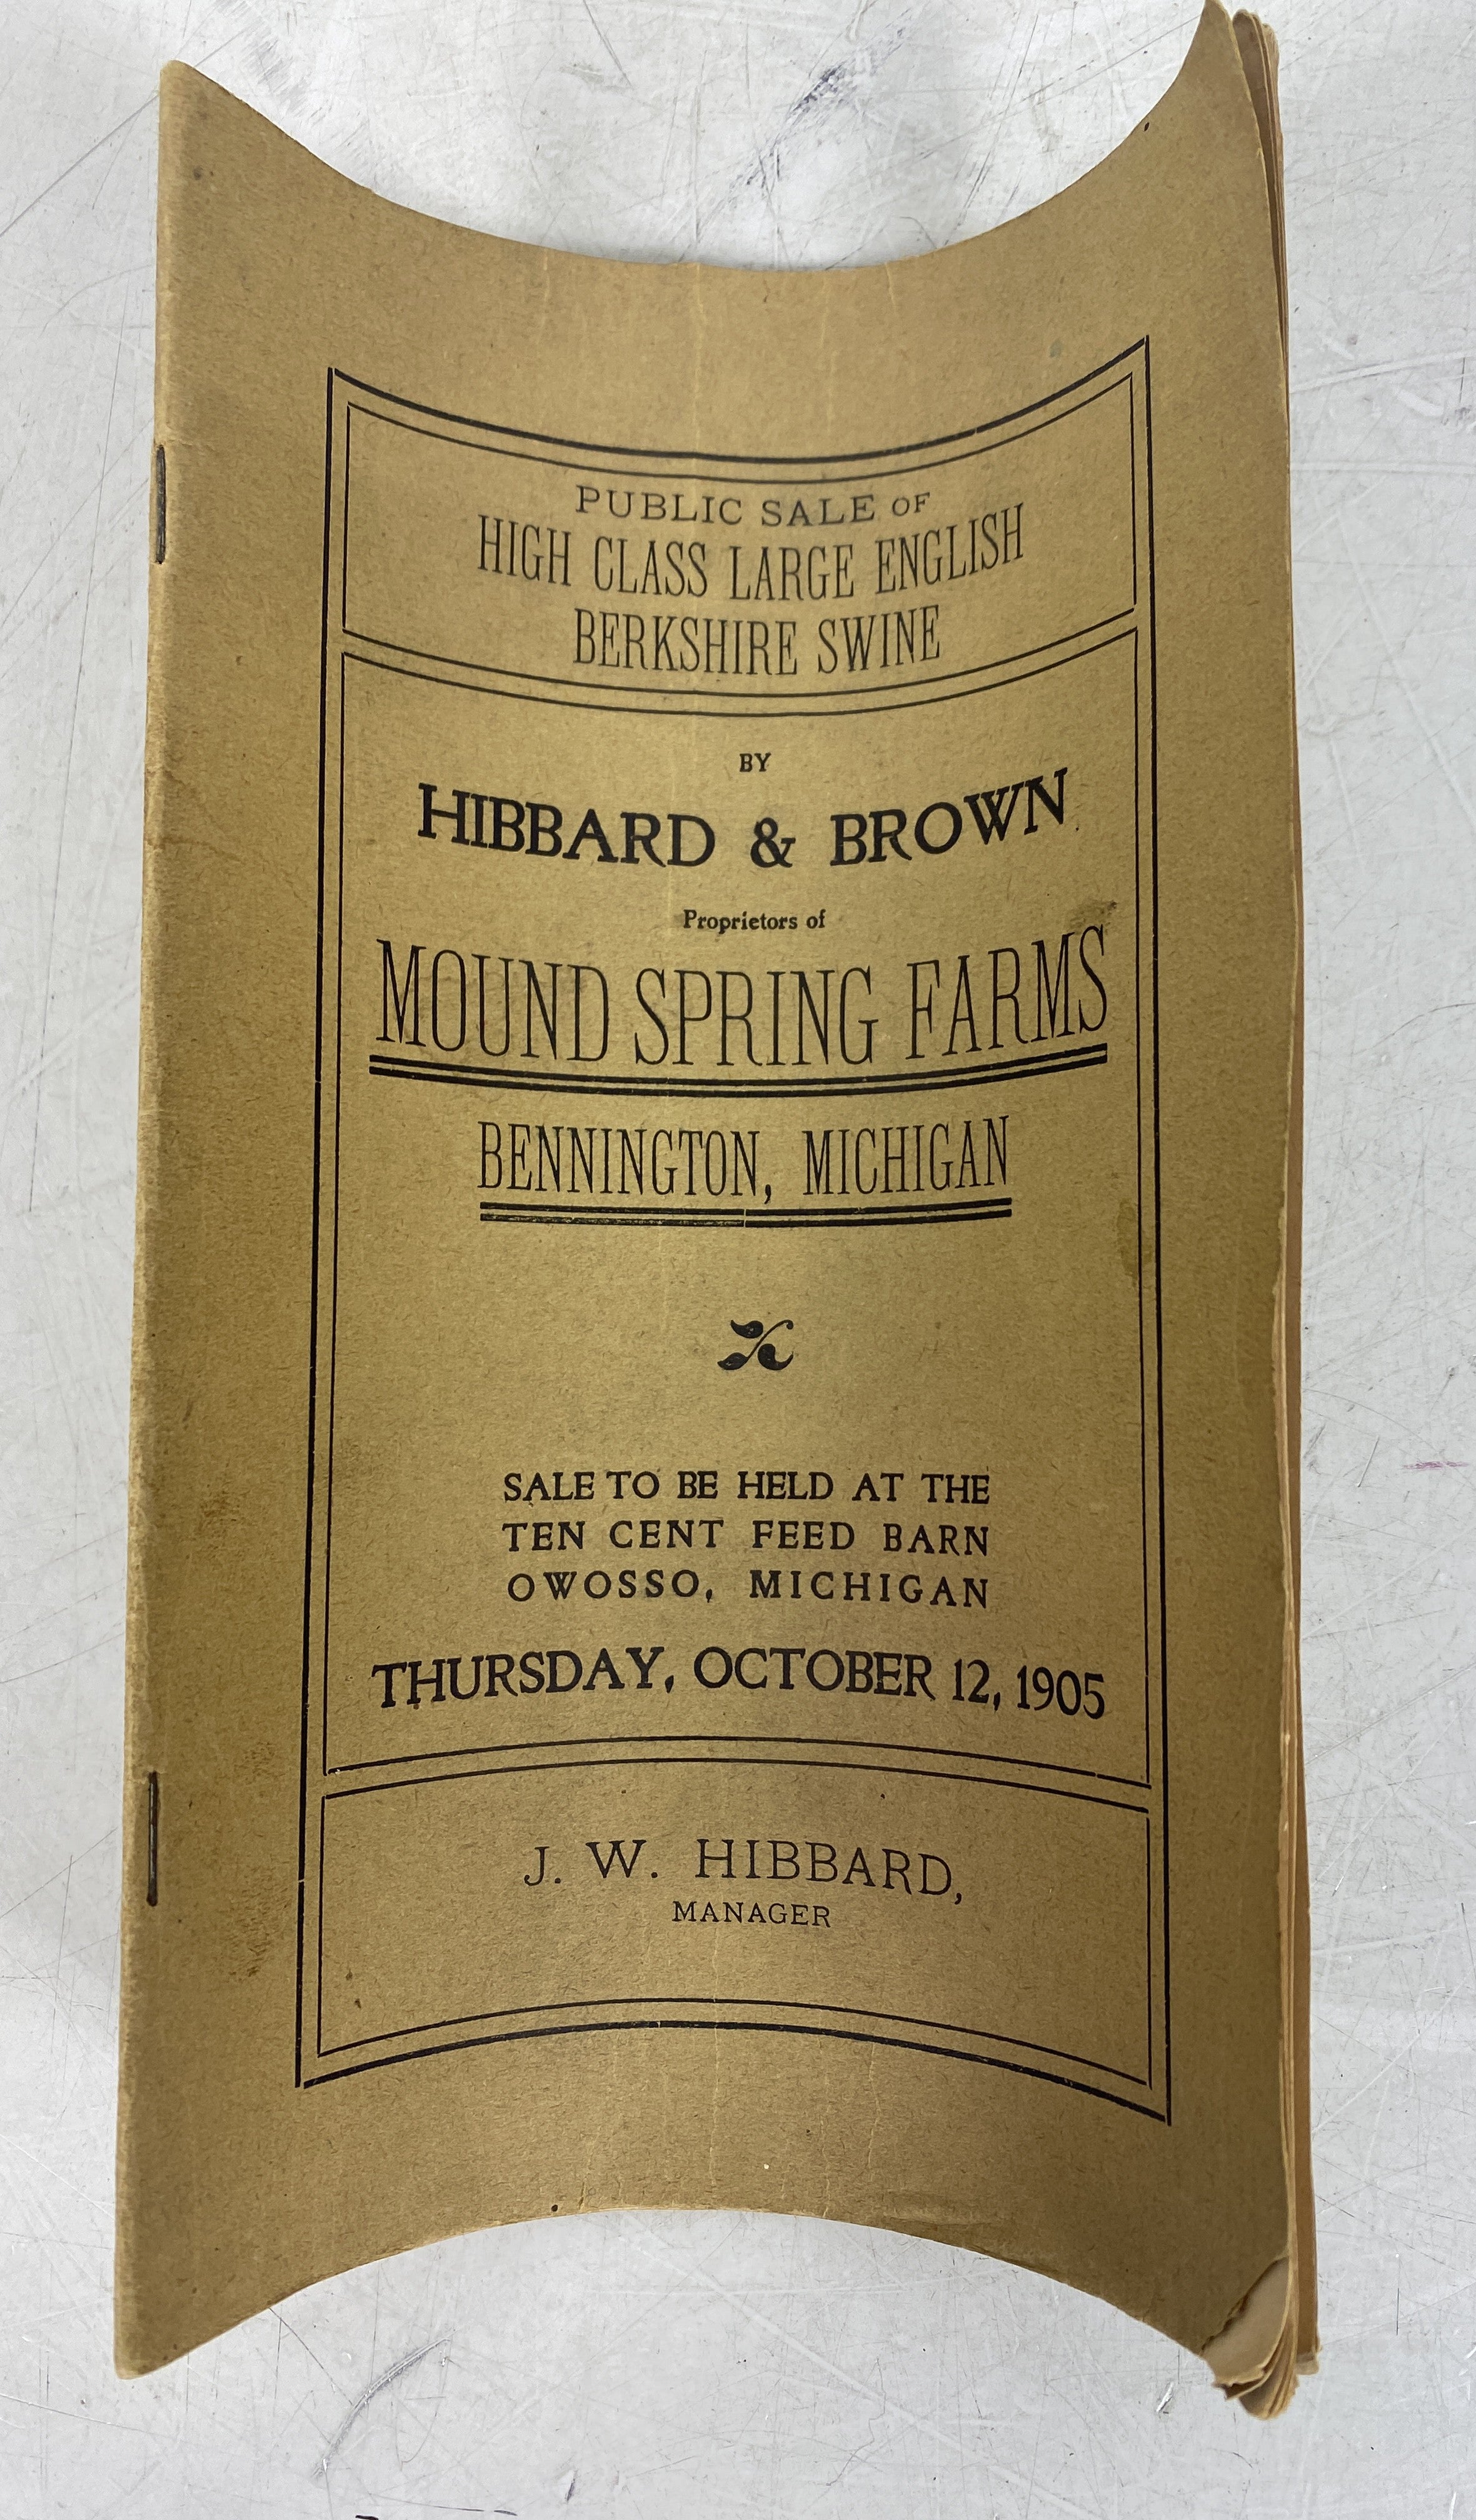 PUBLIC SALE OF
HIGH CLASS LARGE ENGLISH
BERKSHIRE SWINE
BY
HIBBARD & BROWN
Proprietors of
MOUND SPRING FARMS
BENNINGTON, MICHIGAN
SALE TO BE HELD AT THE
TEN CENT FEED BARN
OWOSSO, MICHIGAN
THURSDAY, OCTOBER 12, 1905
J. W. HIBBARD,
MANAGER